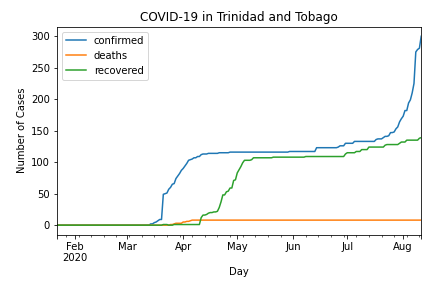 COVID-19 in Trinidad and Tobago
confirmed
deaths
recovered
Number of Cases
300
250
200
150
100
50
0
Feb Mar Apr May Jun Jul Aug
2020
Day